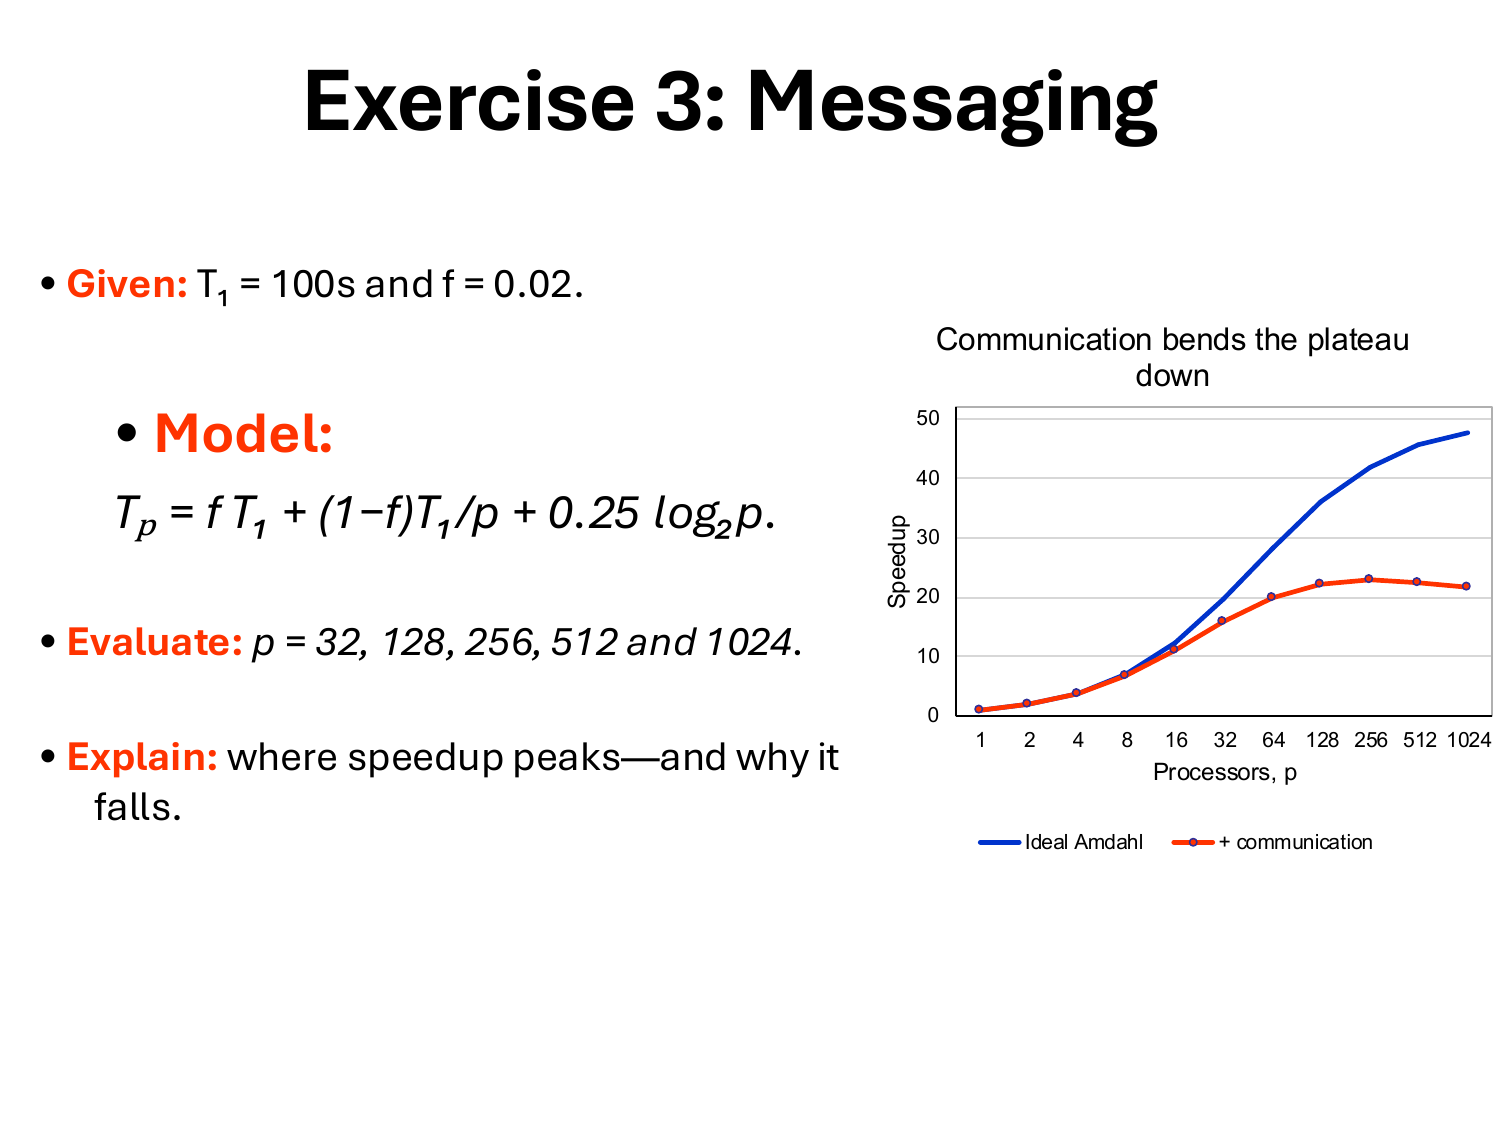 Exercise 3: Messaging
• Given: T₁ = 100s and f = 0.02.
• Model:
Tₚ = f T₁ + (1−f)T₁/p + 0.25 log₂p.
• Evaluate: p = 32, 128, 256, 512 and 1024.
• Explain: where speedup peaks—and why it
falls.
Communication bends the plateau
down
50
40
30
20
10
0
Speedup
1 2 4 8 16 32 64 128 256 512 1024
Processors, p
Ideal Amdahl + communication